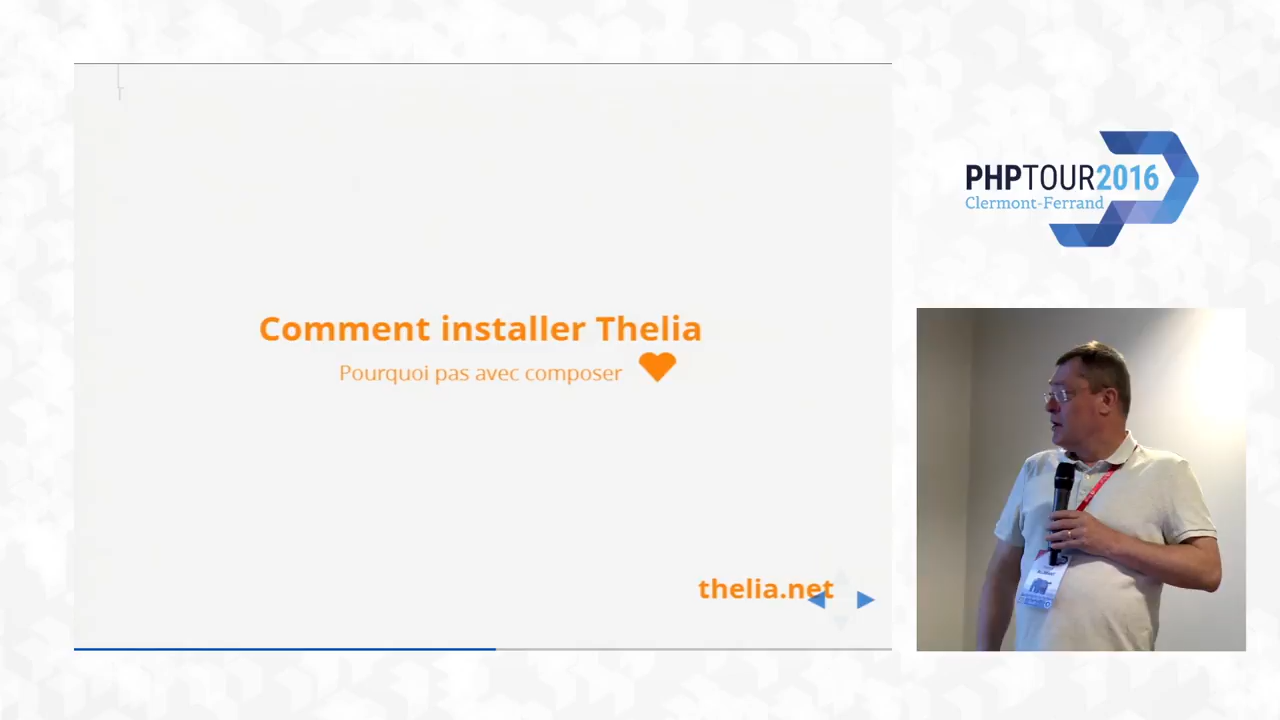 Comment installer Thelia
Pourquoi pas avec composer
thelia.net
PHPTOUR2016
Clermont-Ferrand